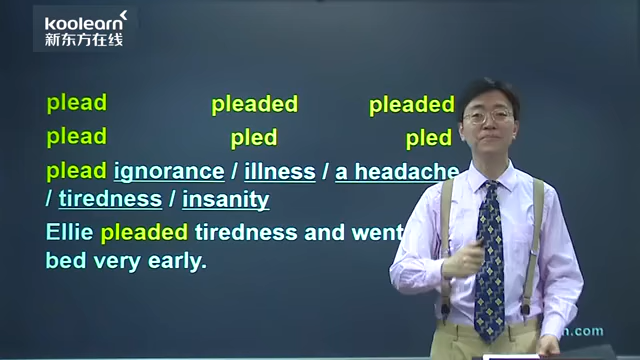 koolearn
新东方在线
plead pleaded pleaded
plead pled pled
plead ignorance / illness / a headache
/ tiredness / insanity
Ellie pleaded tiredness and went
bed very early.
.com